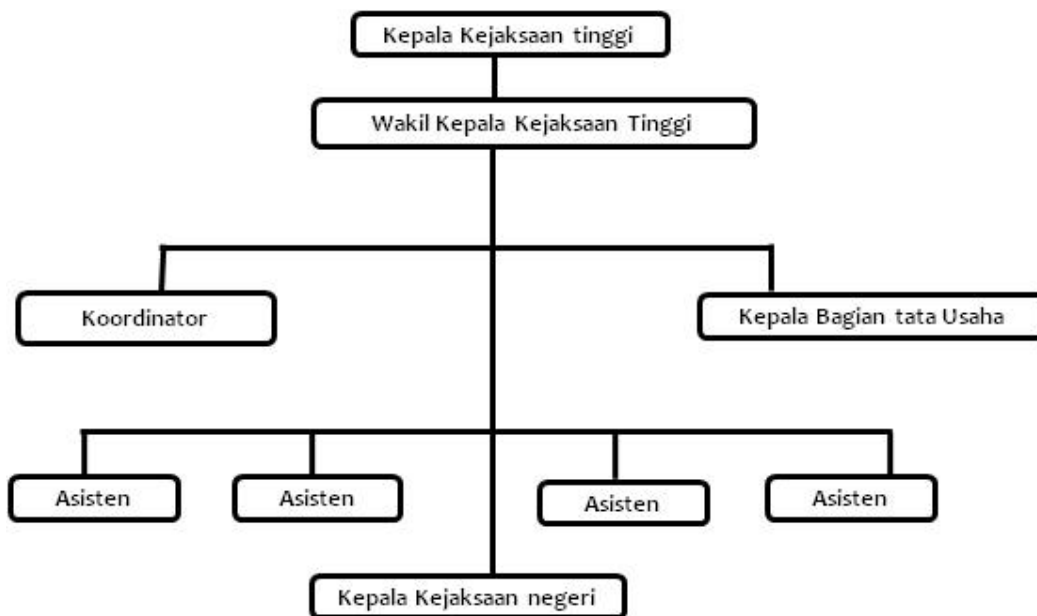 Kepala Kejaksaan tinggi
Wakil Kepala Kejaksaan Tinggi
Koordinator
Kepala Bagian tata Usaha
Asisten
Asisten
Asisten
Asisten
Kepala Kejaksaan negeri